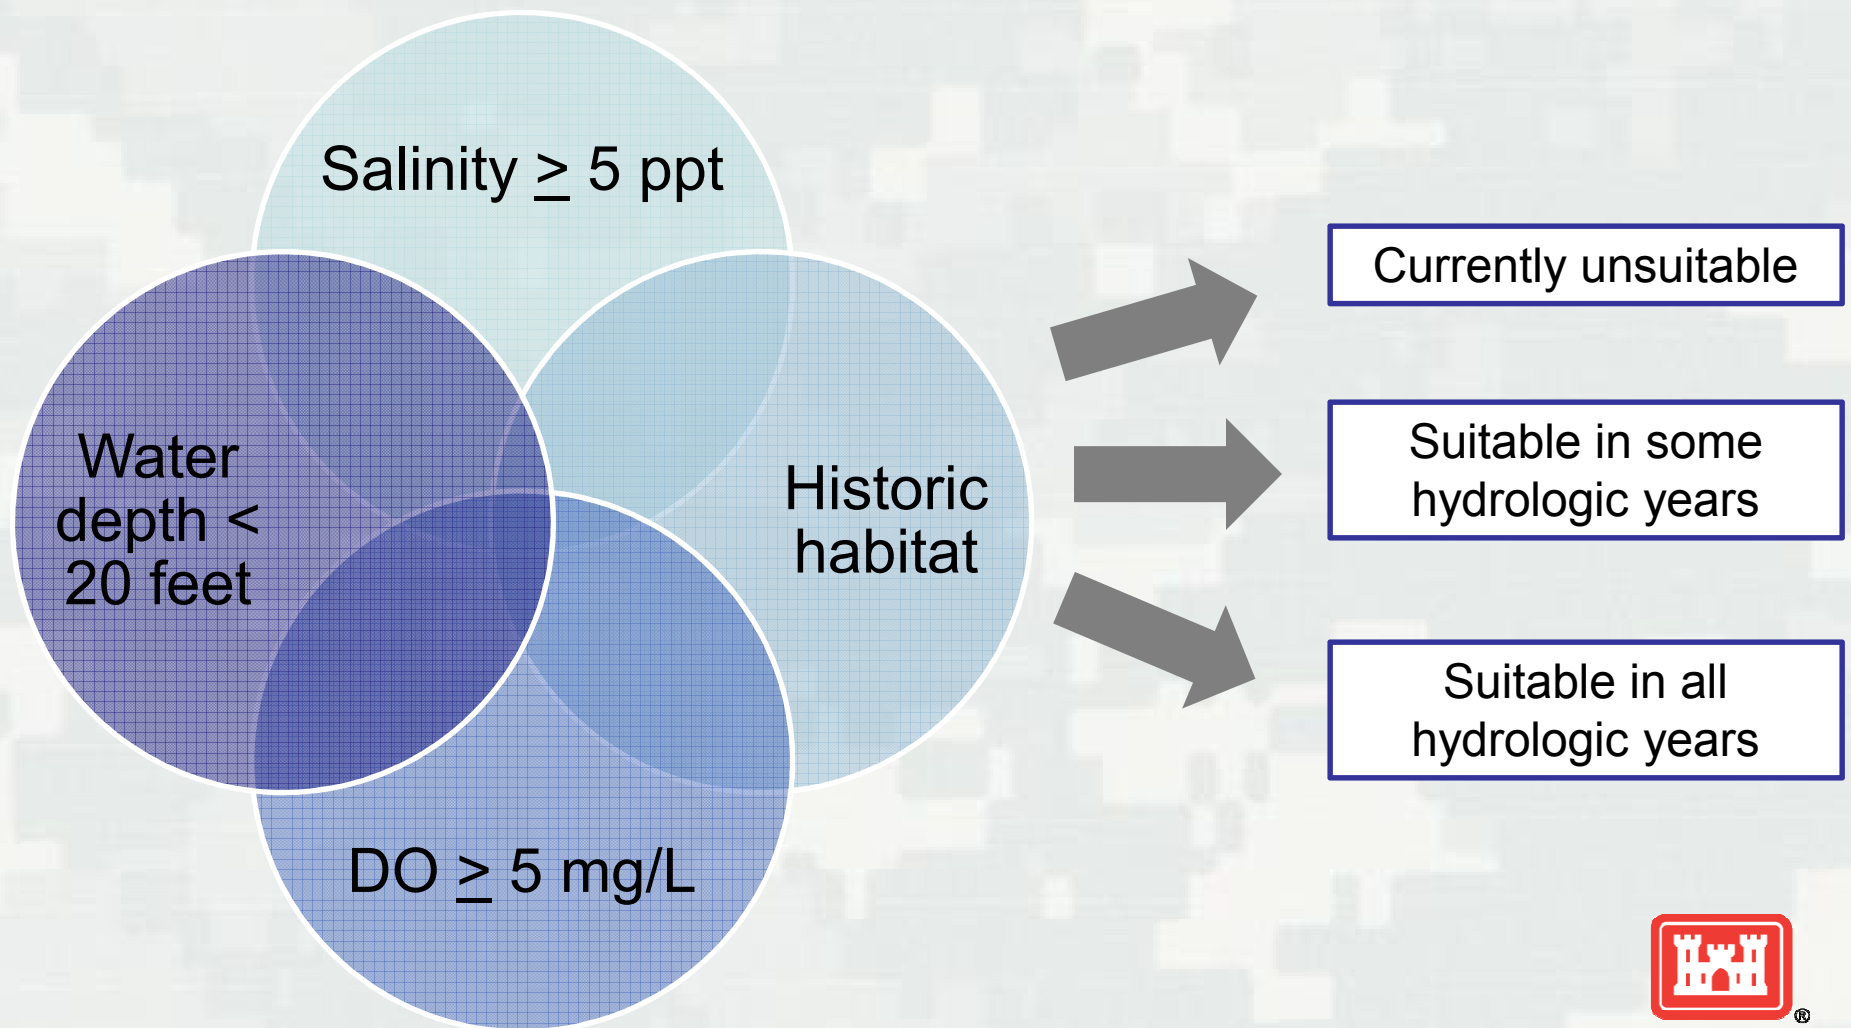 Salinity ≥ 5 ppt
Water
depth <
20 feet
Historic
habitat
DO ≥ 5 mg/L
Currently unsuitable
Suitable in some
hydrologic years
Suitable in all
hydrologic years
®